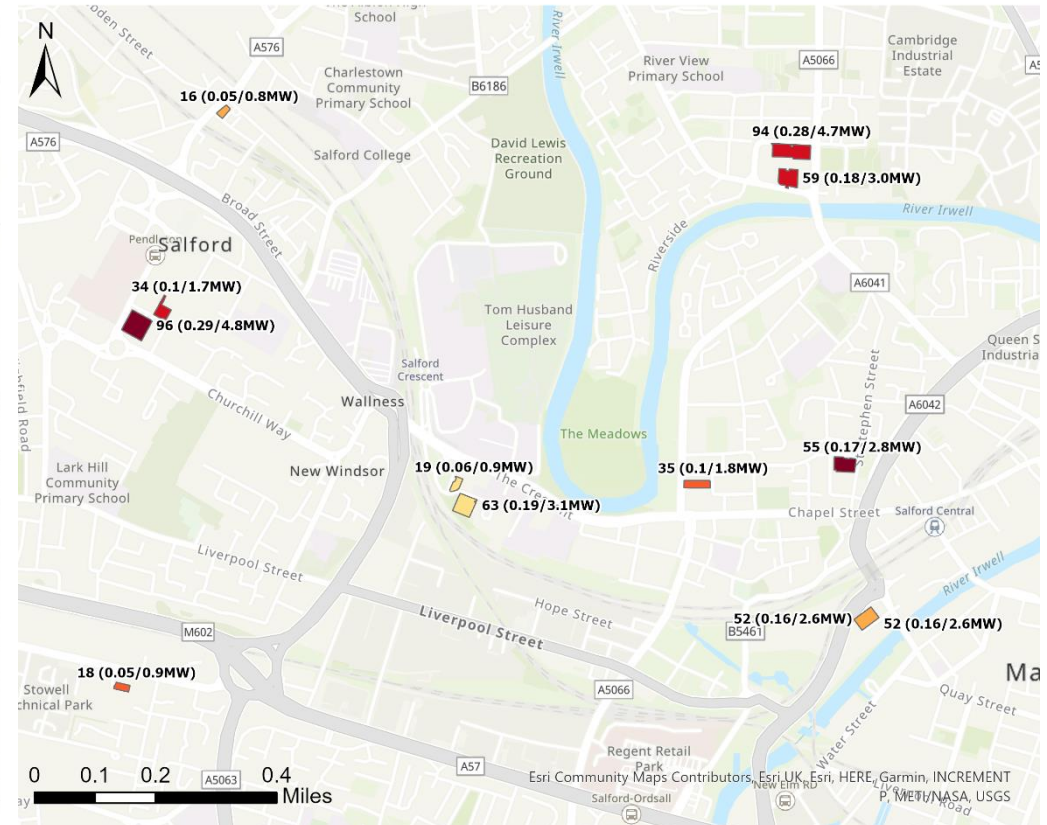 School
N
bden Street
A576
River Irwell
River View
Primary School
A5066
Cambridge
Industrial
Estate
Charlestown
Community
Primary School
B6186
16 (0.05/0.8MW)
A576
94 (0.28/4.7MW)
David Lewis
Recreation
Ground
Salford College
59 (0.18/3.0MW)
Broad Street
River Irwell
Riverside
Salford
34 (0.1/1.7MW)
A6041
96 (0.29/4.8MW)
Tom Husband
Leisure
Complex
Queen S
Industria
Salford
Crescent
Churchill Way
Wallness
A6042
The Meadows
55 (0.17/2.8MW)
Lark Hill
Community
Primary School
New Windsor
19 (0.06/0.9MW)
35 (0.1/1.8MW)
The Crescent
63 (0.19/3.1MW)
Chapel Street
Salford Central
Liverpool Street
River Irwell
Hope Street
Liverpool Street
52 (0.16/2.6MW)
52 (0.16/2.6MW)
M602
B5461
18 (0.05/0.9MW)
Stowell
chnical Park
A5066
Ma
Quay Street
Water Street
Regent Retail
Park
0 0.1 0.2 0.4
Miles
A5063
A57
Esri Community Maps Contributors, Esri UK, Esri, HERE, Garmin, INCREMENT
P, METI/NASA, USGS
New Elm RD
Salford-Ordsall